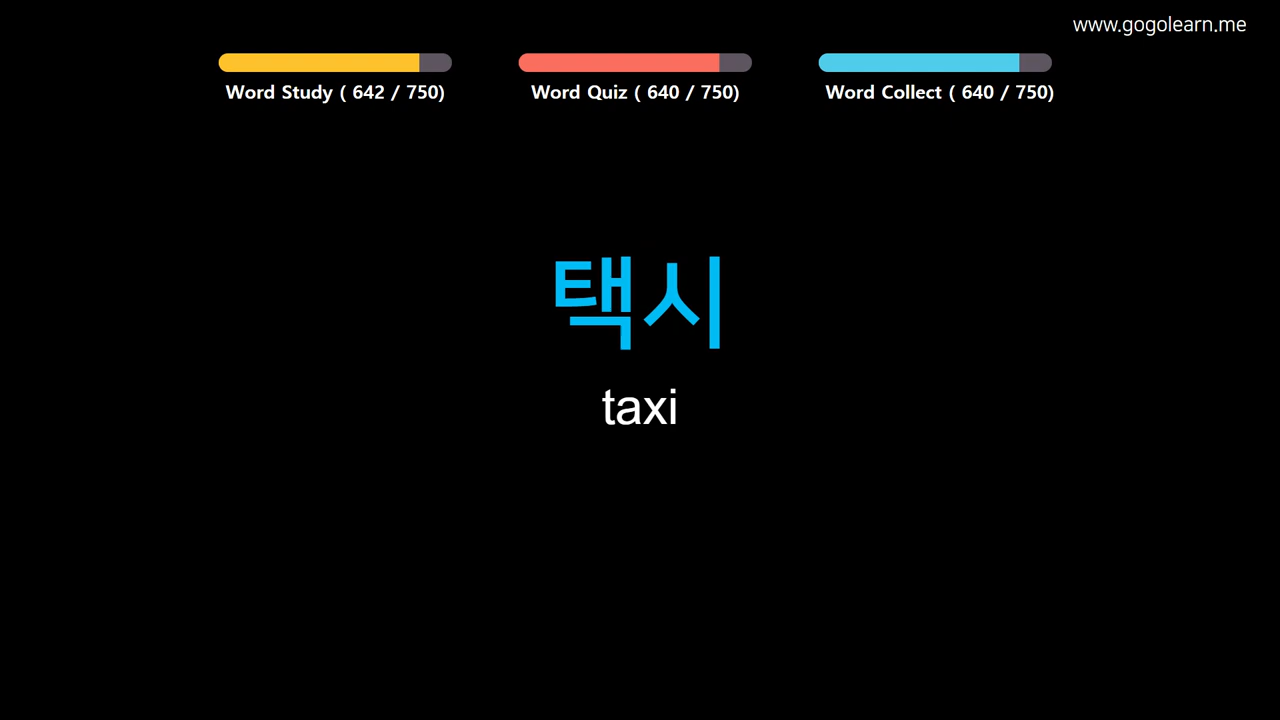 www.gogolearn.me
Word Study ( 642 / 750)
Word Quiz ( 640 / 750)
Word Collect ( 640 / 750)
택시
taxi